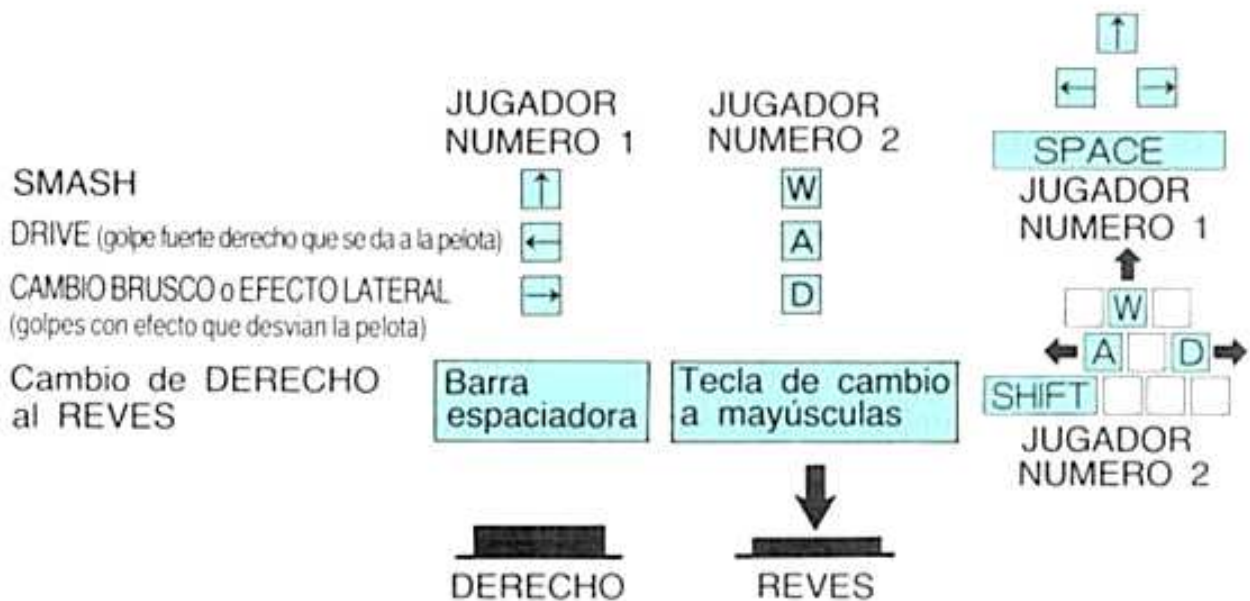 JUGADOR NUMERO 1
JUGADOR NUMERO 2
SMASH
↑
W
DRIVE (golpe fuerte derecho que se da a la pelota)
←
A
CAMBIO BRUSCO o EFECTO LATERAL
(golpes con efecto que desvian la pelota)
→
D
Cambio de DERECHO
al REVES
Barra
espaciadora
Tecla de cambio
a mayúsculas
DERECHO
REVES
↑
← →
SPACE
JUGADOR
NUMERO 1
W
A D
SHIFT
JUGADOR
NUMERO 2